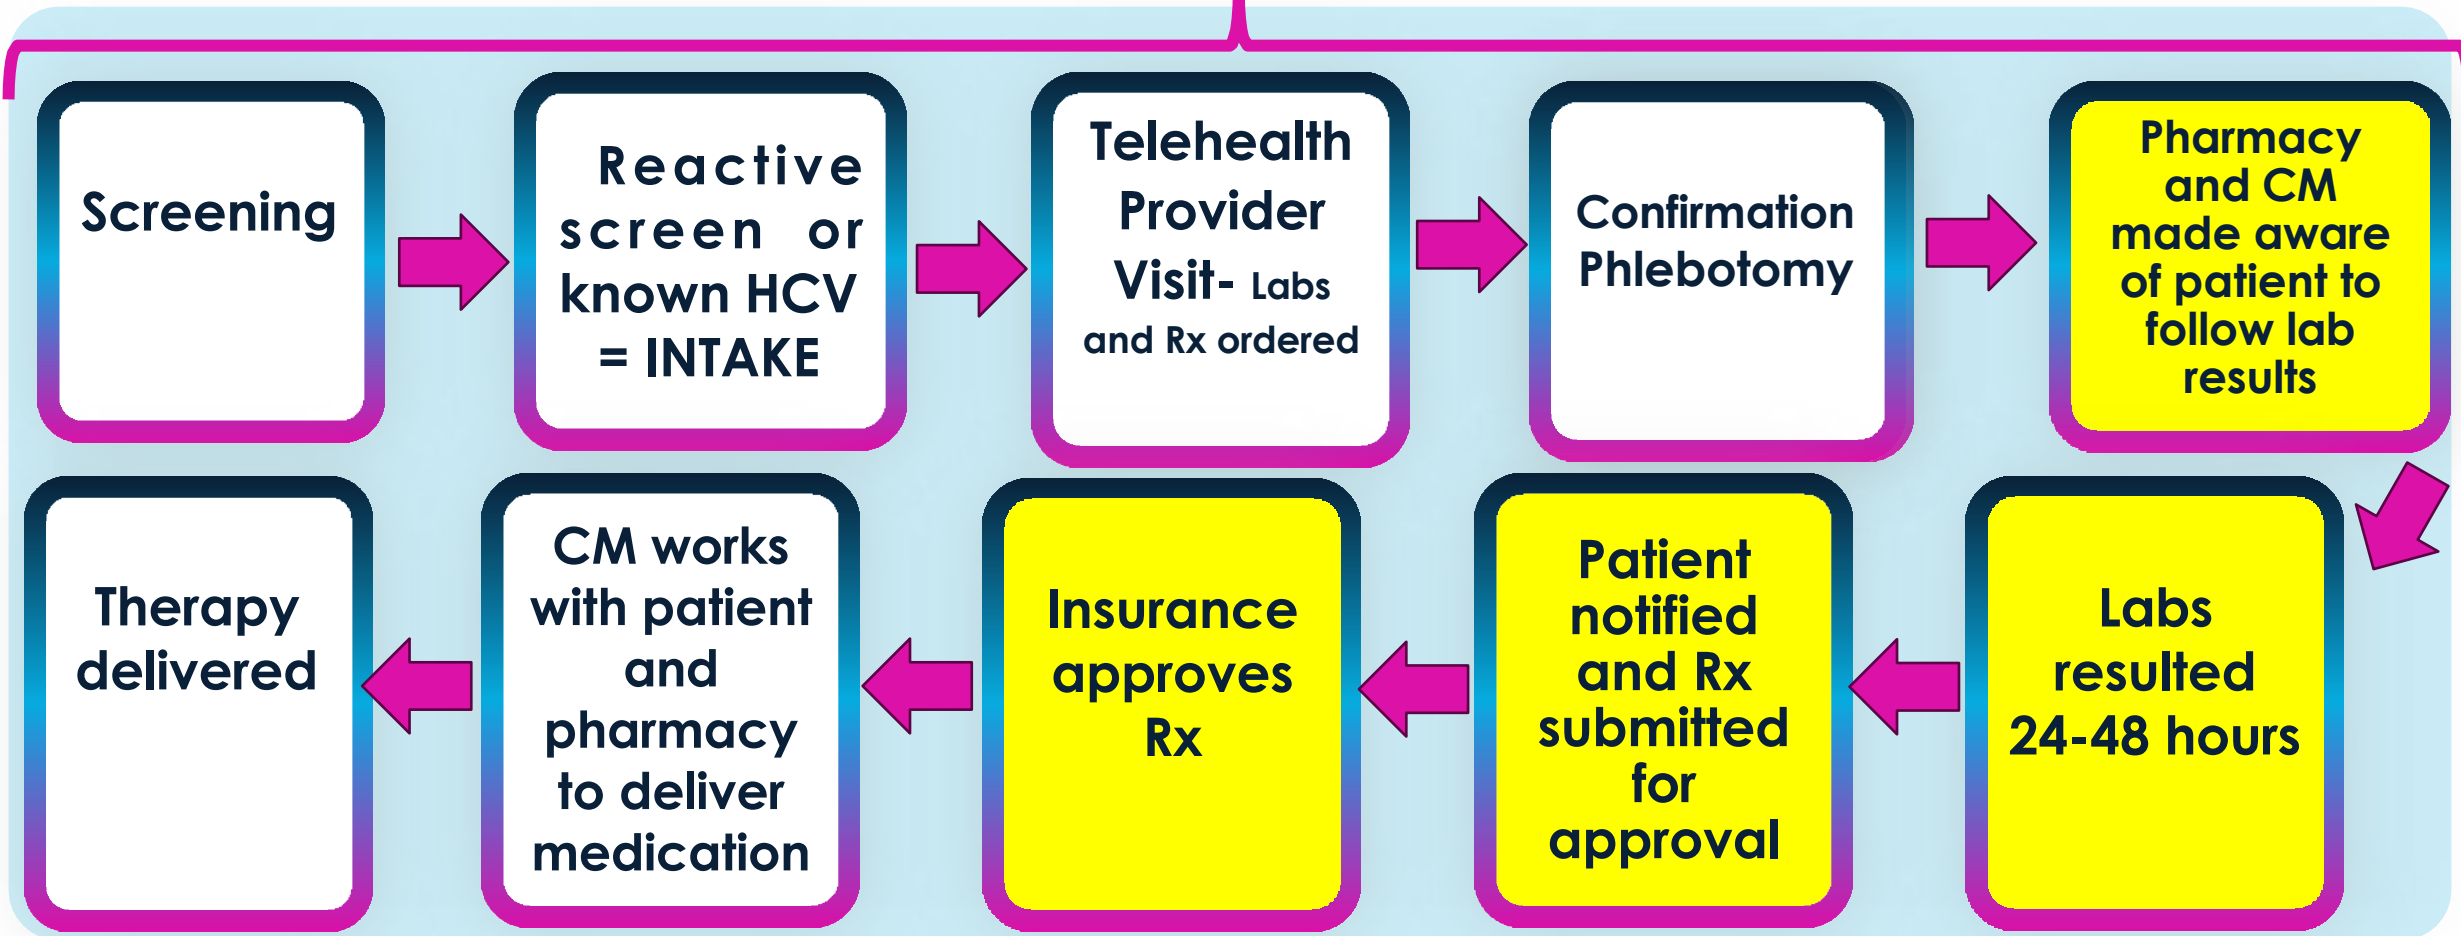 Screening
Reactive
screen or
known HCV
= INTAKE
Telehealth
Provider
Visit- Labs
and Rx ordered
Confirmation
Phlebotomy
Pharmacy
and CM
made aware
of patient to
follow lab
results
Labs
resulted
24-48 hours
Patient
notified
and Rx
submitted
for
approval
Insurance
approves
Rx
CM works
with patient
and
pharmacy
to deliver
medication
Therapy
delivered